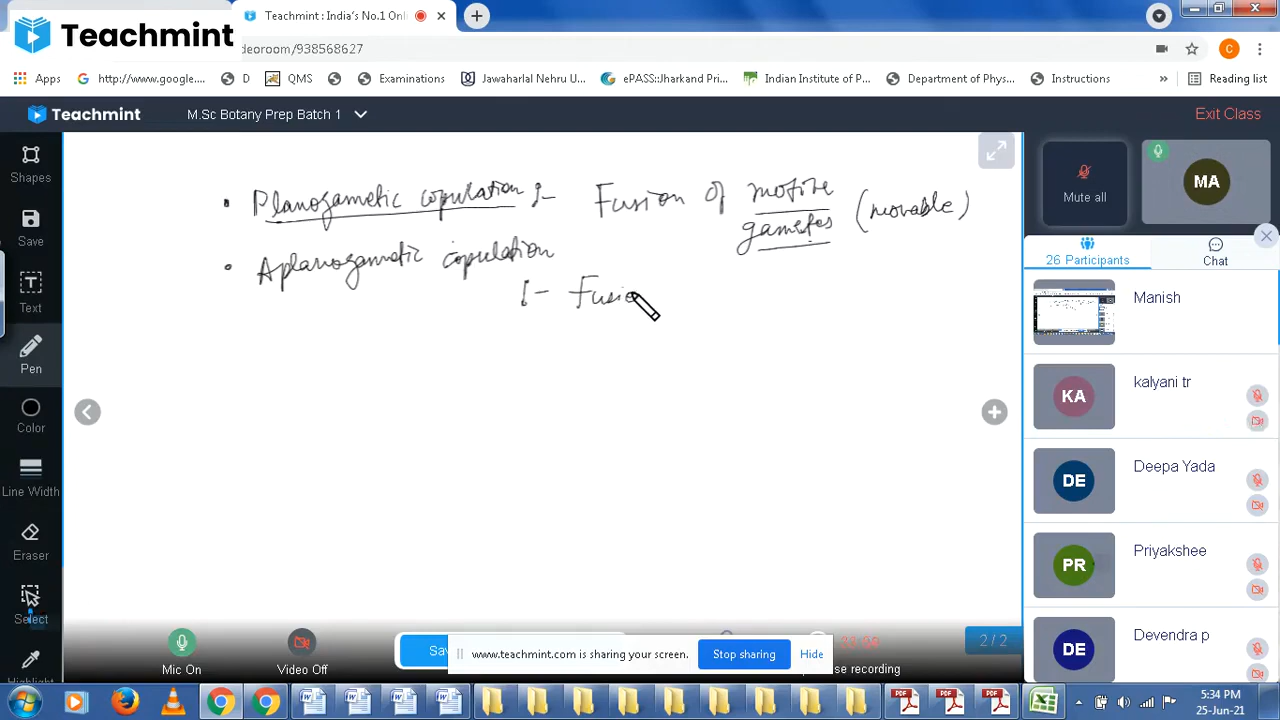 Teachmint : India's No.1 Onl
Teachmint
deoroom/938568627
Apps
http://www.google....
D
QMS
Examinations
Jawaharlal Nehru U...
ePASS::Jharkand Pri...
Indian Institute of P...
Department of Phys...
Instructions
»
Reading list
Teachmint
M.Sc Botany Prep Batch 1
Exit Class
Shapes
Save
Text
Pen
Color
Line Width
Eraser
Select
• Planogametic copulation :- Fusion of motile
gametes (movable)
• Aplanogametic copulation
:- Fusio
Mute all
MA
26 Participants
Chat
Manish
KA
kalyani tr
DE
Deepa Yada
PR
Priyakshee
DE
Devendra p
Mic On
Video Off
Sa
www.teachmint.com is sharing your screen.
Stop sharing
Hide
se recording
2 / 2
5:34 PM
25-Jun-21